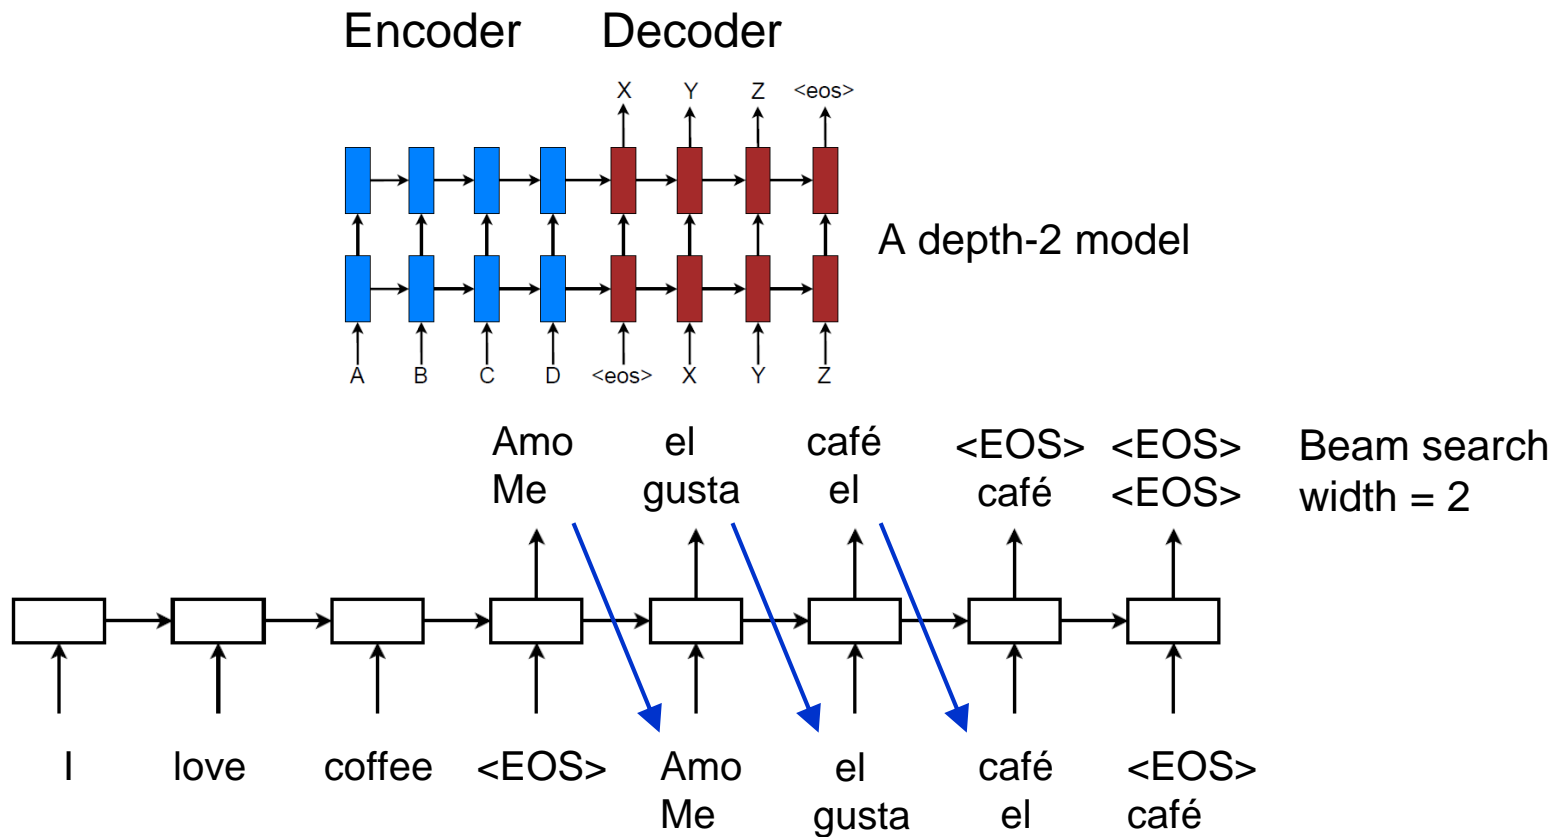 Encoder Decoder
X Y Z <eos>
A depth-2 model
A B C D <eos> X Y Z
Amo el café <EOS> <EOS> Beam search
Me gusta el café <EOS> width = 2
I love coffee <EOS> Amo el café <EOS>
Me gusta el café